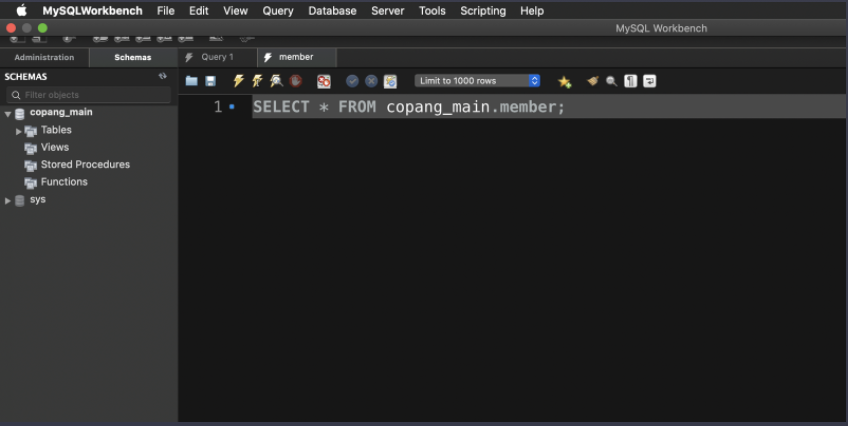 MySQLWorkbench File Edit View Query Database Server Tools Scripting Help
MySQL Workbench
Administration Schemas Query 1 member
SCHEMAS
Limit to 1000 rows
Filter objects
1 SELECT * FROM copang_main.member;
copang_main
Tables
Views
Stored Procedures
Functions
sys